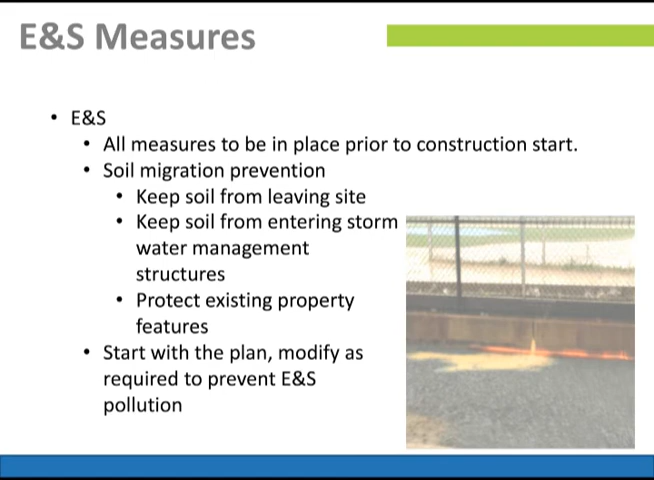 E&S Measures
• E&S
• All measures to be in place prior to construction start.
• Soil migration prevention
• Keep soil from leaving site
• Keep soil from entering storm
water management
structures
• Protect existing property
features
• Start with the plan, modify as
required to prevent E&S
pollution